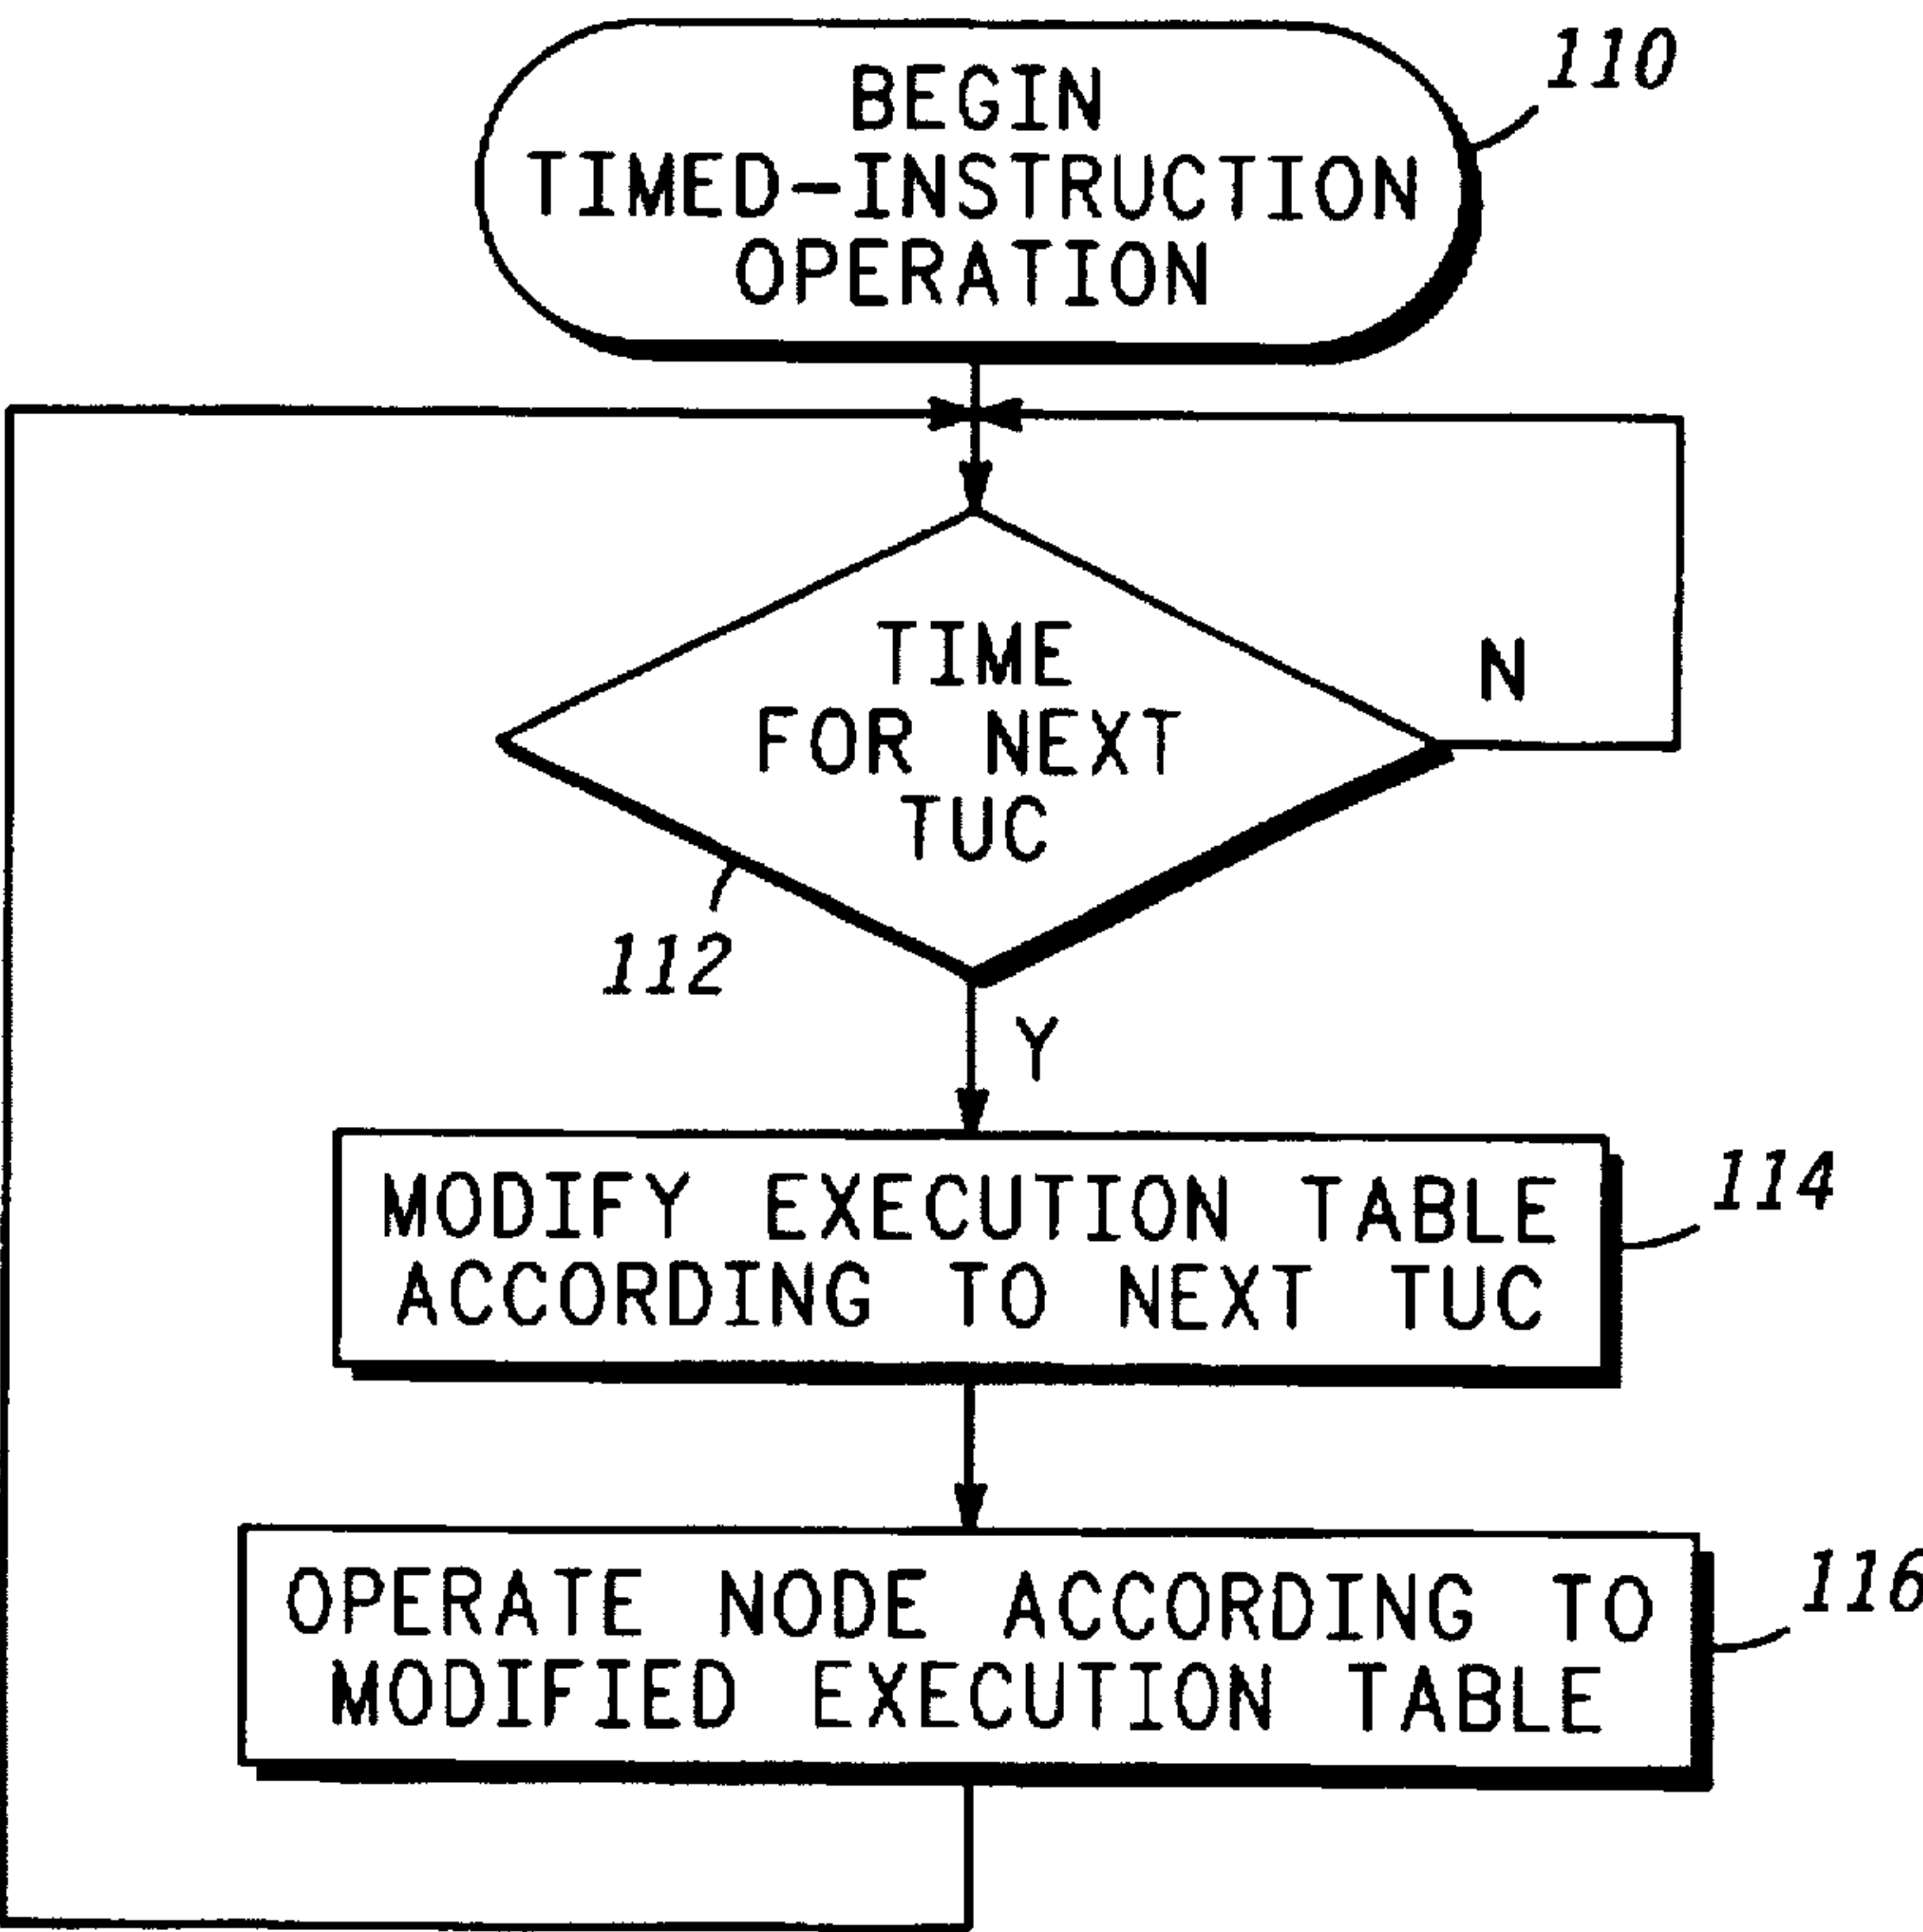 BEGIN
TIMED-INSTRUCTION
OPERATION
110
TIME
FOR NEXT
TUC
N
112
Y
MODIFY EXECUTION TABLE
ACCORDING TO NEXT TUC
114
OPERATE NODE ACCORDING TO
MODIFIED EXECUTION TABLE
116